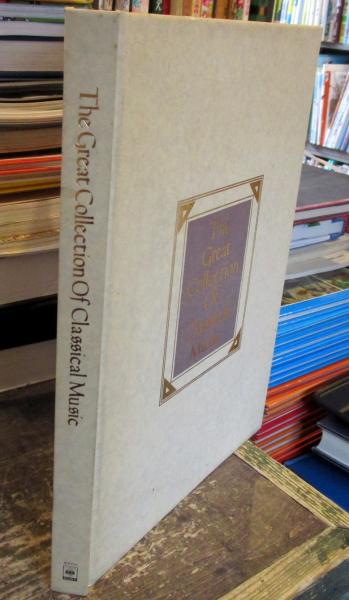 The Great Collection Of Classical Music
The
Great
Collection
Of
Classical
Music